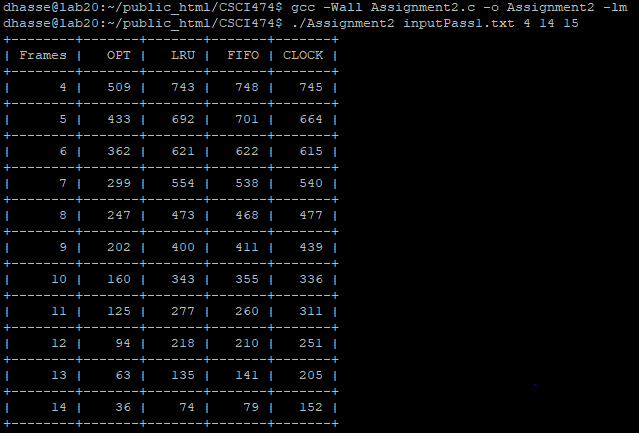 dhasse@lab20:~/public_html/CSCI474$ gcc -Wall Assignment2.c -o Assignment2 -lm
dhasse@lab20:~/public_html/CSCI474$ ./Assignment2 inputPass1.txt 4 14 15
+--------+-------+-------+-------+-------+
| Frames |   OPT |   LRU |  FIFO | CLOCK |
+--------+-------+-------+-------+-------+
|      4 |   509 |   743 |   748 |   745 |
+--------+-------+-------+-------+-------+
|      5 |   433 |   692 |   701 |   664 |
+--------+-------+-------+-------+-------+
|      6 |   362 |   621 |   622 |   615 |
+--------+-------+-------+-------+-------+
|      7 |   299 |   554 |   538 |   540 |
+--------+-------+-------+-------+-------+
|      8 |   247 |   473 |   468 |   477 |
+--------+-------+-------+-------+-------+
|      9 |   202 |   400 |   411 |   439 |
+--------+-------+-------+-------+-------+
|     10 |   160 |   343 |   355 |   336 |
+--------+-------+-------+-------+-------+
|     11 |   125 |   277 |   260 |   311 |
+--------+-------+-------+-------+-------+
|     12 |    94 |   218 |   210 |   251 |
+--------+-------+-------+-------+-------+
|     13 |    63 |   135 |   141 |   205 |
+--------+-------+-------+-------+-------+
|     14 |    36 |    74 |    79 |   152 |
+--------+-------+-------+-------+-------+